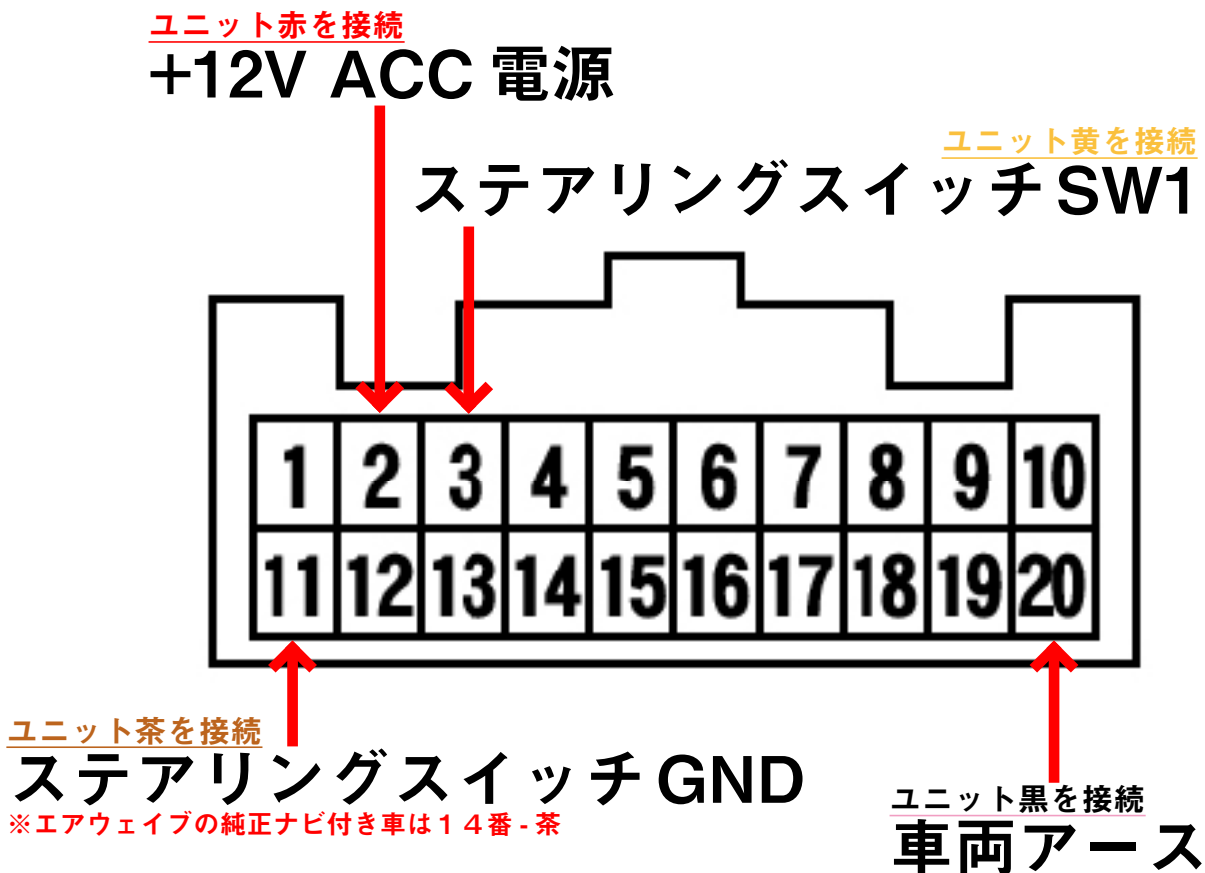 ユニット赤を接続
+12V ACC 電源
ユニット黄を接続
ステアリングスイッチSW1
1 2 3 4 5 6 7 8 9 10
11 12 13 14 15 16 17 18 19 20
ユニット茶を接続
ステアリングスイッチGND
※エアウェイブの純正ナビ付き車は14番-茶
ユニット黒を接続
車両アース